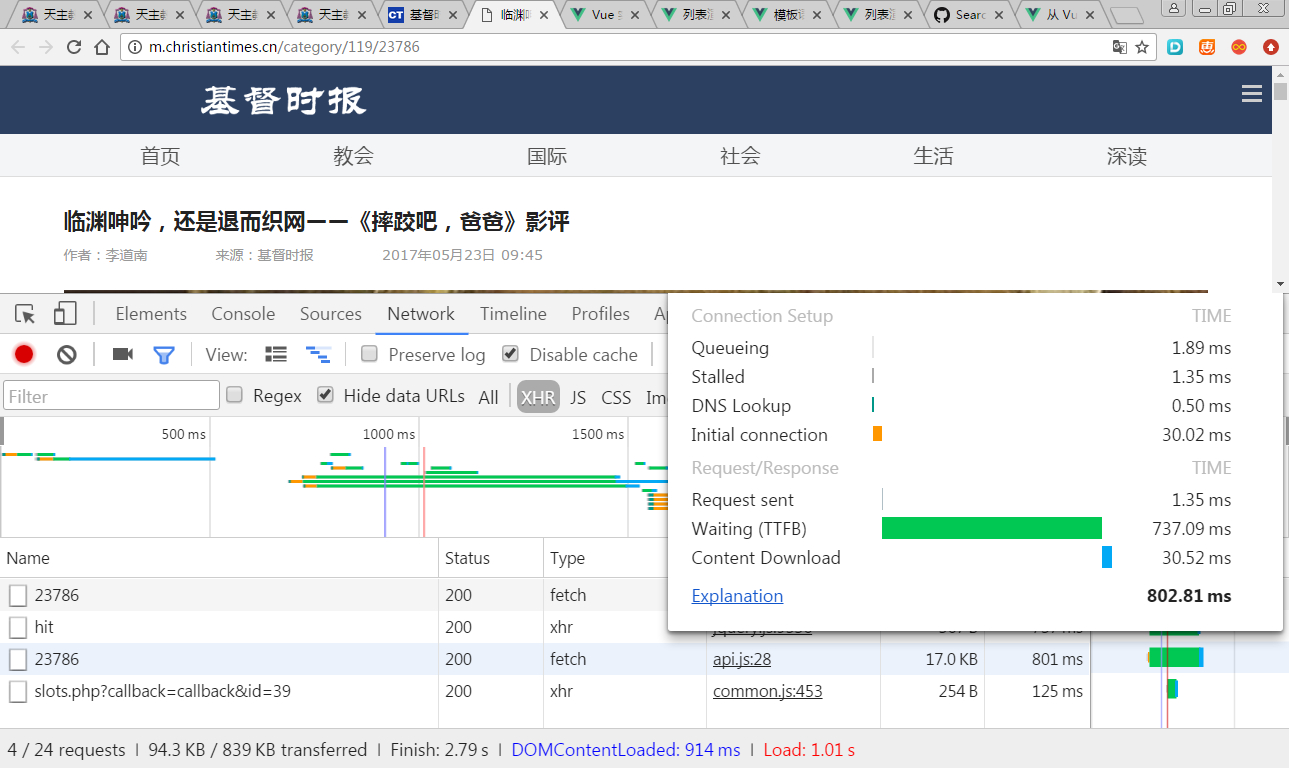 天主 天主 天主 天主 CT 基督 临渊 Vue 列表 模板 列表 Sear 从 Vu
m.christiantimes.cn/category/119/23786
基督时报
首页 教会 国际 社会 生活 深读
临渊呻吟，还是退而织网——《摔跤吧，爸爸》影评
作者：李道南 来源：基督时报 2017年05月23日 09:45
Elements Console Sources Network Timeline Profiles
View: Preserve log Disable cache
Filter Regex Hide data URLs All XHR JS CSS
500 ms 1000 ms 1500 ms
Connection Setup TIME
Queueing 1.89 ms
Stalled 1.35 ms
DNS Lookup 0.50 ms
Initial connection 30.02 ms
Request/Response TIME
Request sent 1.35 ms
Waiting (TTFB) 737.09 ms
Content Download 30.52 ms
Explanation 802.81 ms
Name Status Type
23786 200 fetch
hit 200 xhr
23786 200 fetch api.js:28 17.0 KB 801 ms
slots.php?callback=callback&id=39 200 xhr common.js:453 254 B 125 ms
4 / 24 requests | 94.3 KB / 839 KB transferred | Finish: 2.79 s | DOMContentLoaded: 914 ms | Load: 1.01 s